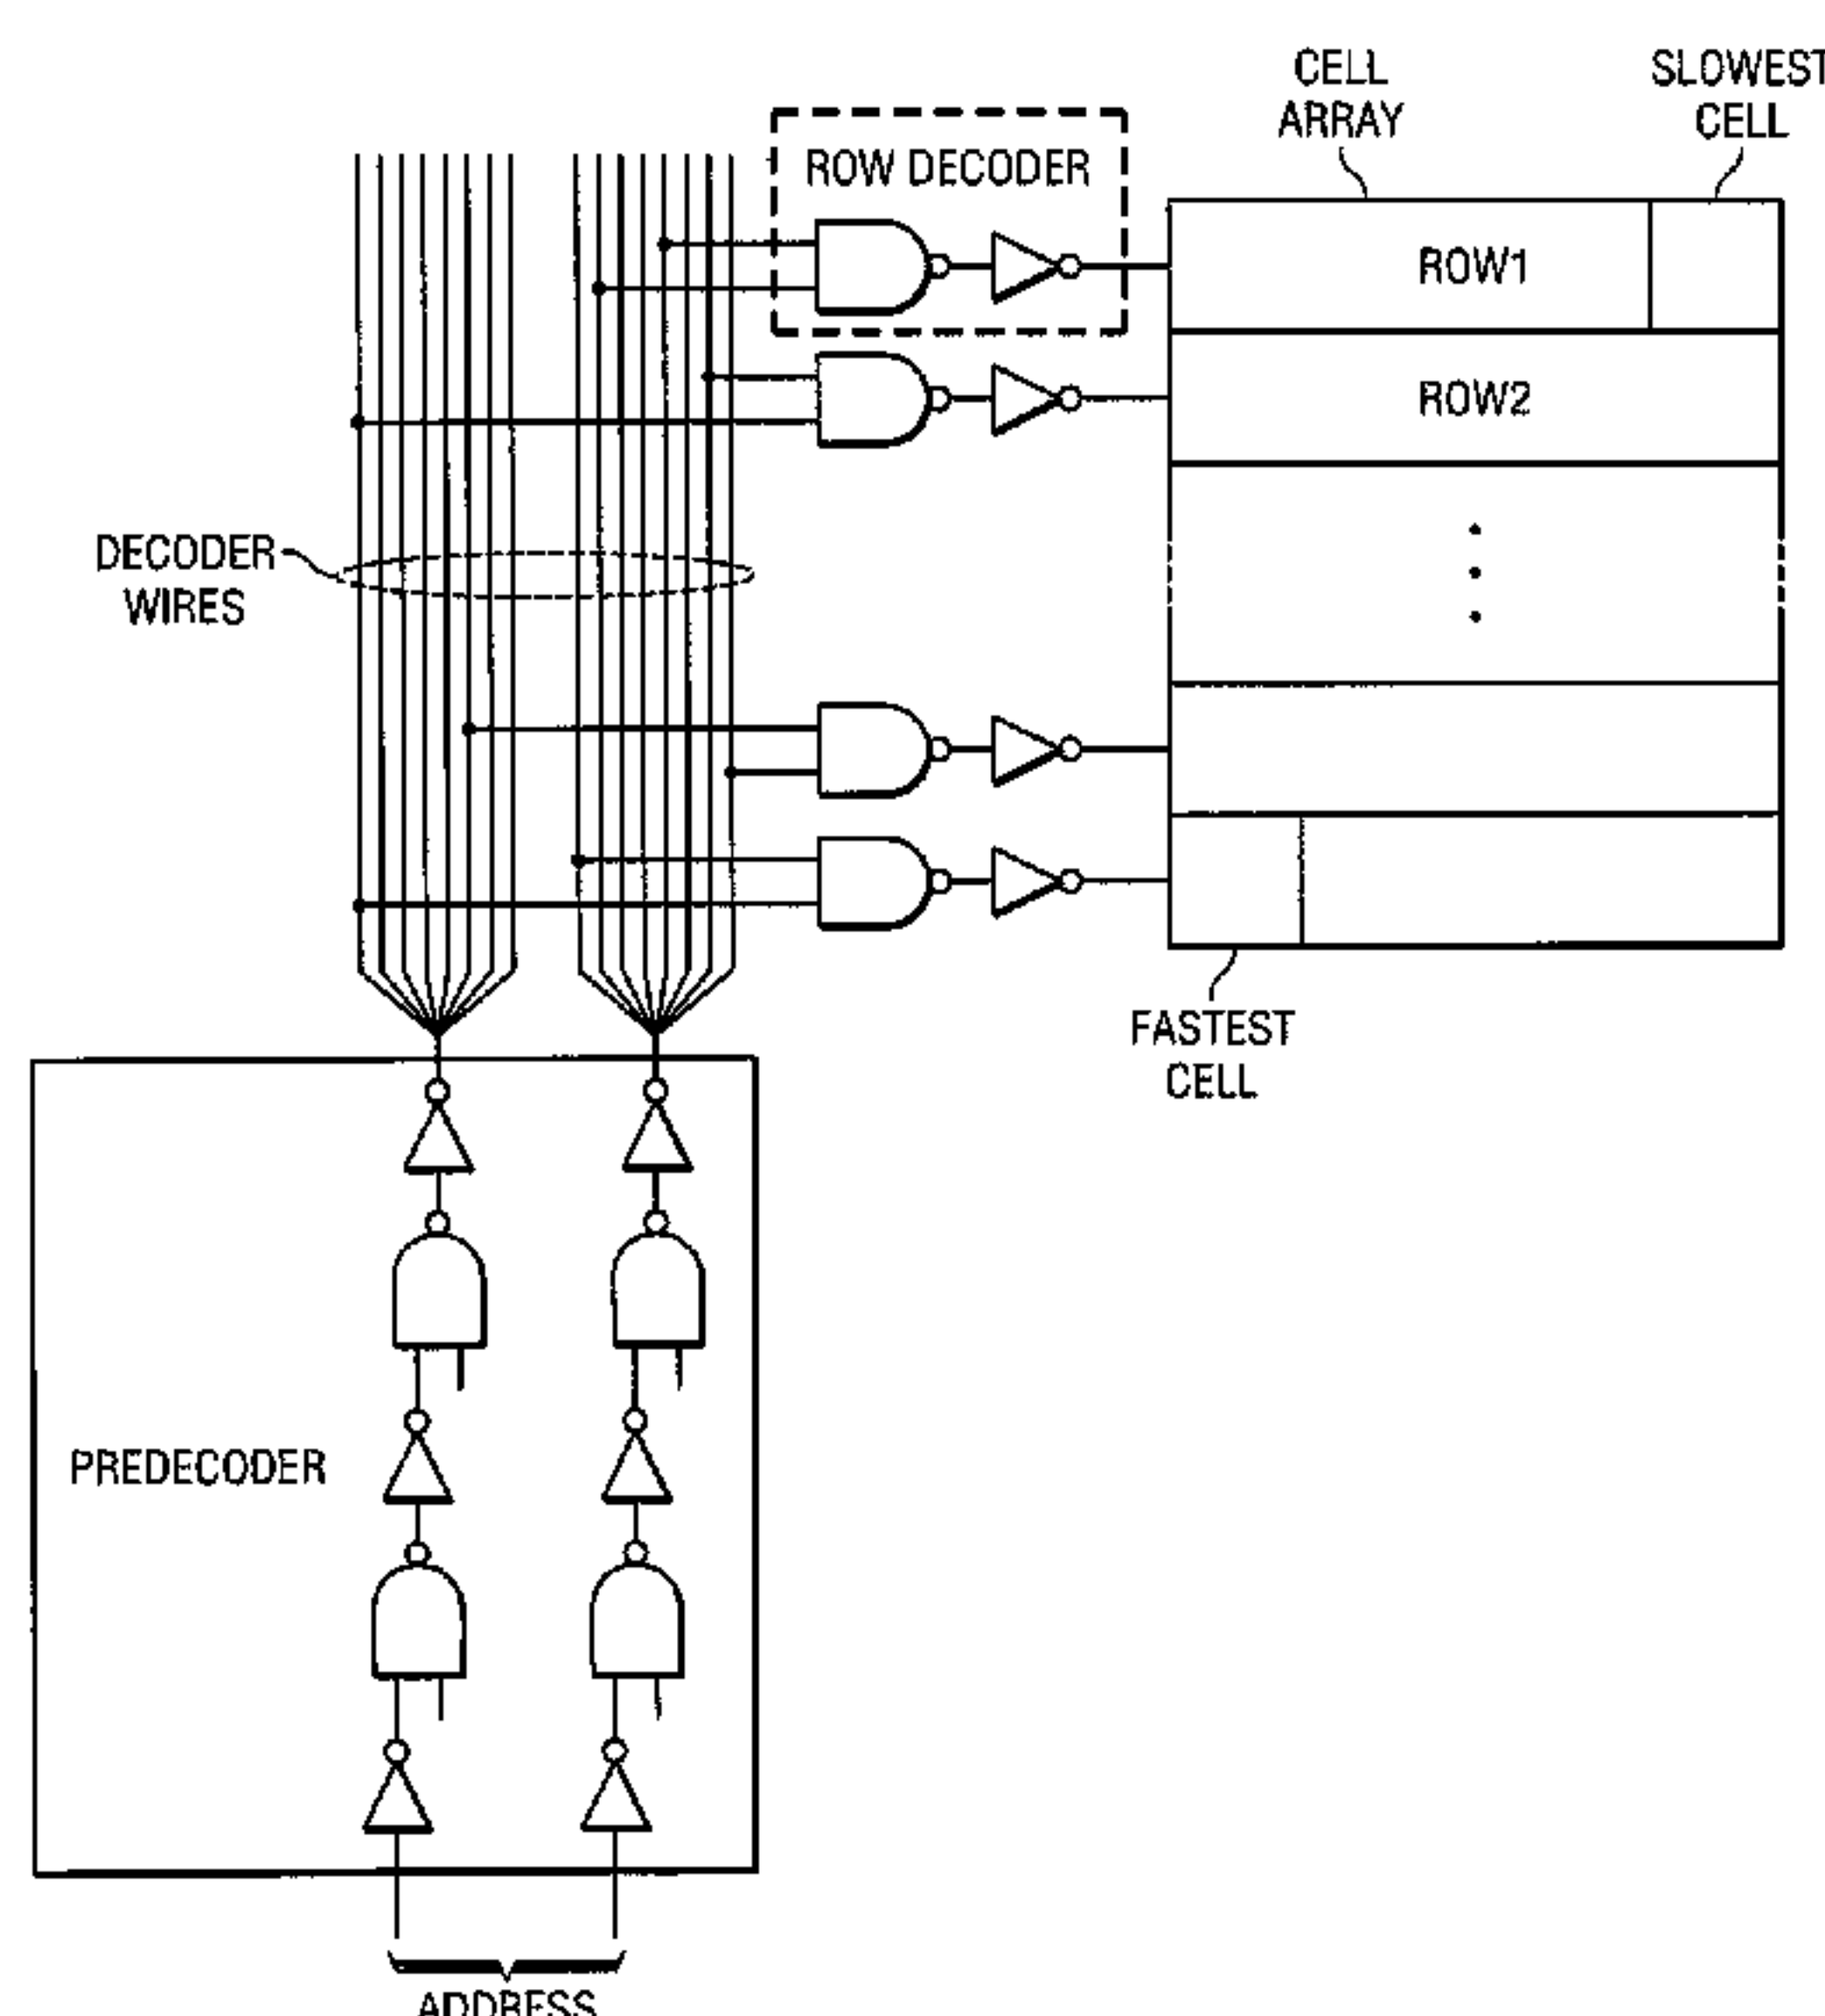 CELL
ARRAY
SLOWEST
CELL
ROW DECODER
ROW1
ROW2
DECODER
WIRES
FASTEST
CELL
PREDECODER
ADDRESS